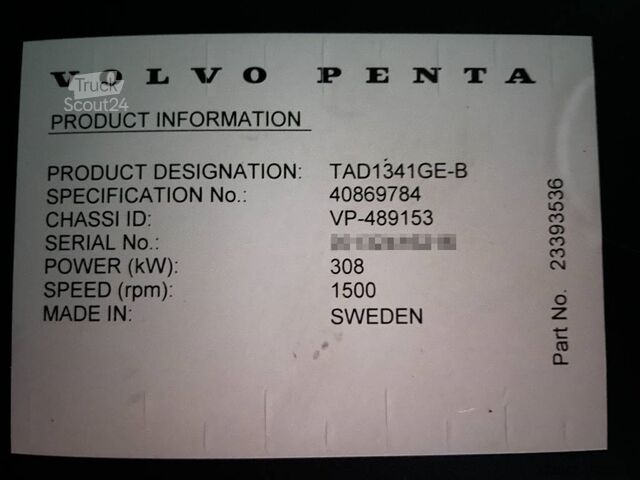 VOLVO PENTA
Truck
Scout24
PRODUCT INFORMATION
PRODUCT DESIGNATION: TAD1341GE-B
SPECIFICATION No.: 40869784
CHASSI ID: VP-489153
SERIAL No.:
POWER (kW): 308
SPEED (rpm): 1500
MADE IN: SWEDEN
Part No. 23393536